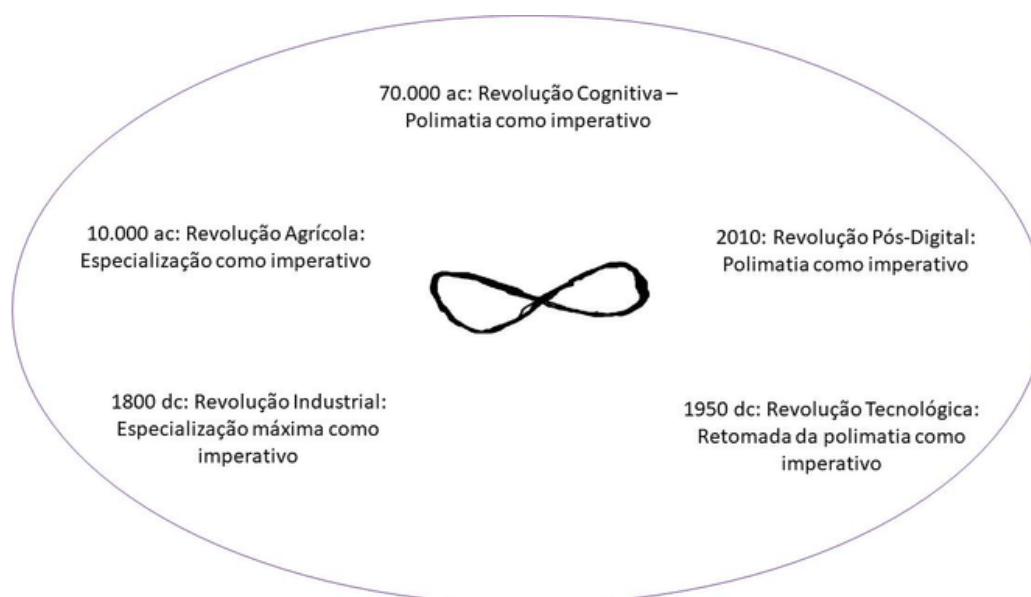 70.000 ac: Revolução Cognitiva –
Polimatia como imperativo
10.000 ac: Revolução Agrícola:
Especialização como imperativo
2010: Revolução Pós-Digital:
Polimatia como imperativo
1800 dc: Revolução Industrial:
Especialização máxima como
imperativo
1950 dc: Revolução Tecnológica:
Retomada da polimatia como
imperativo